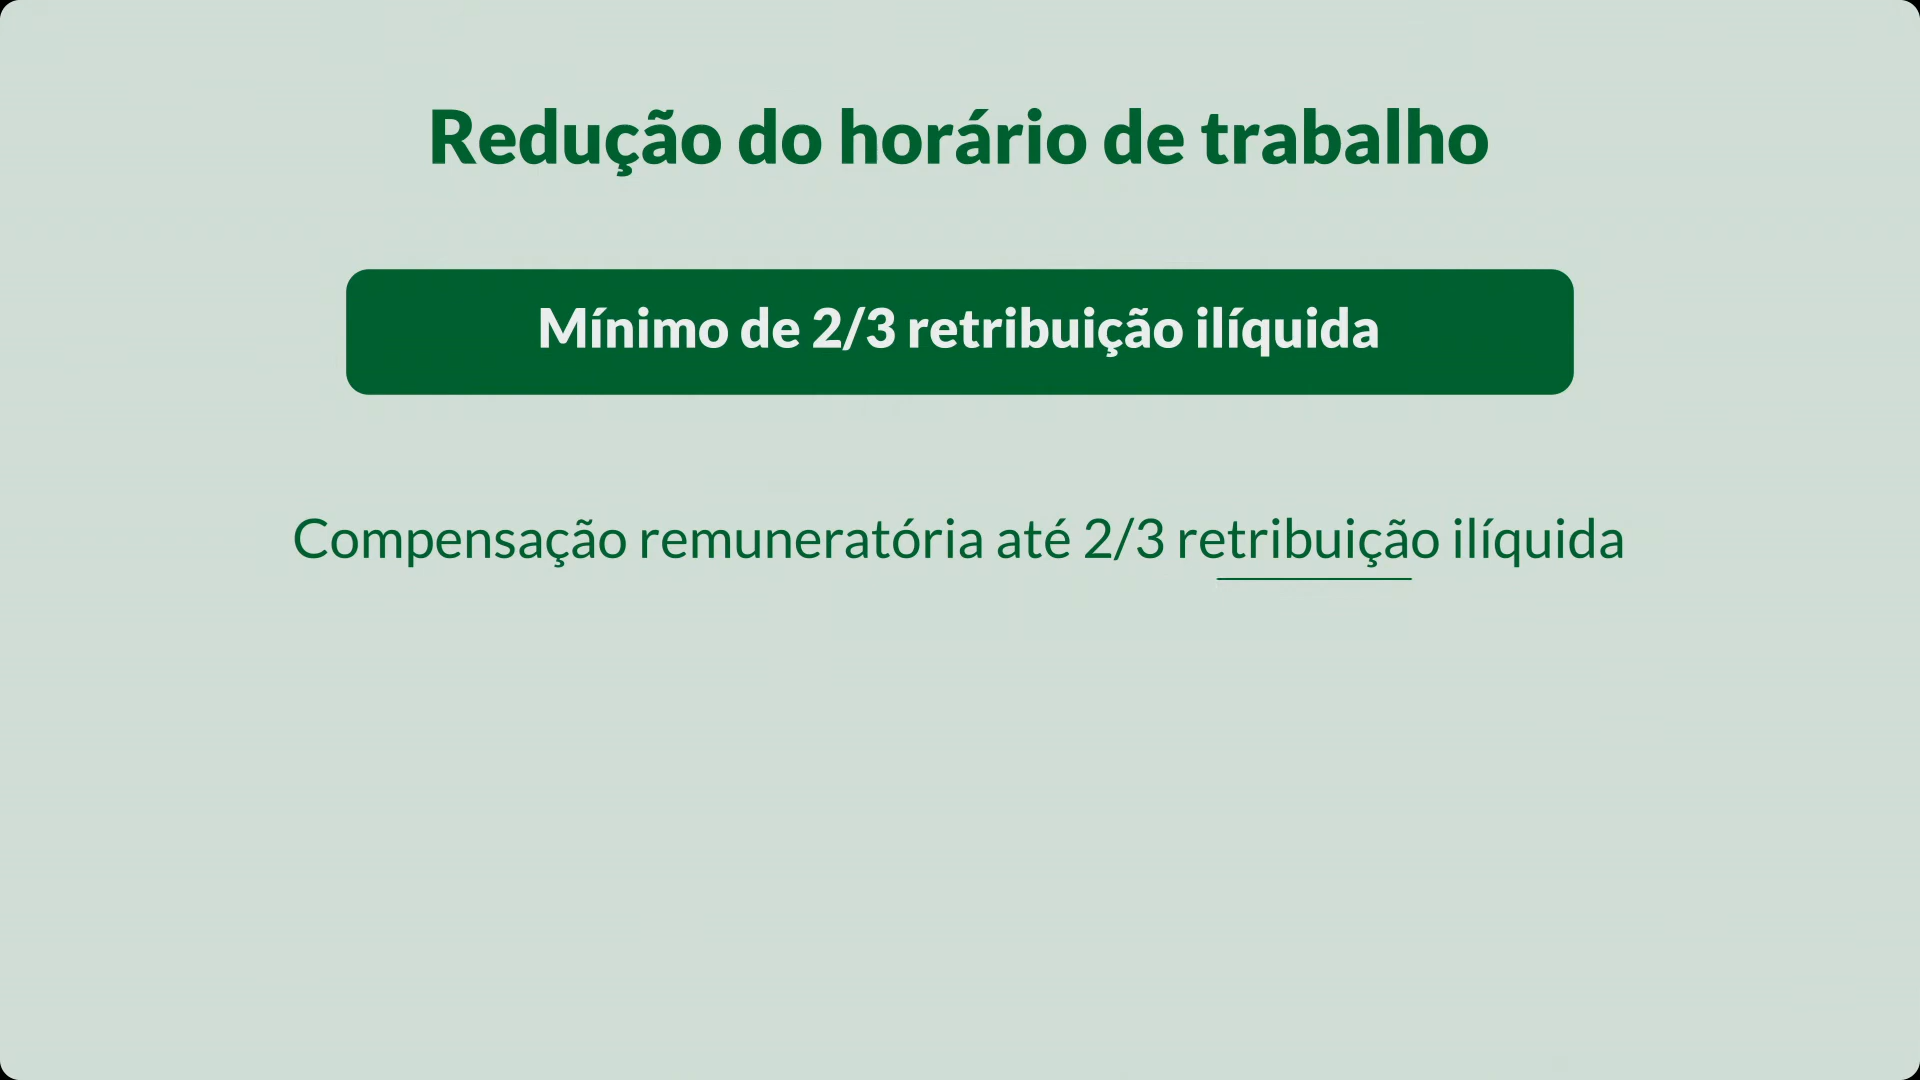 Redução do horário de trabalho
Mínimo de 2/3 retribuição ilíquida
Compensação remuneratória até 2/3 retribuição ilíquida